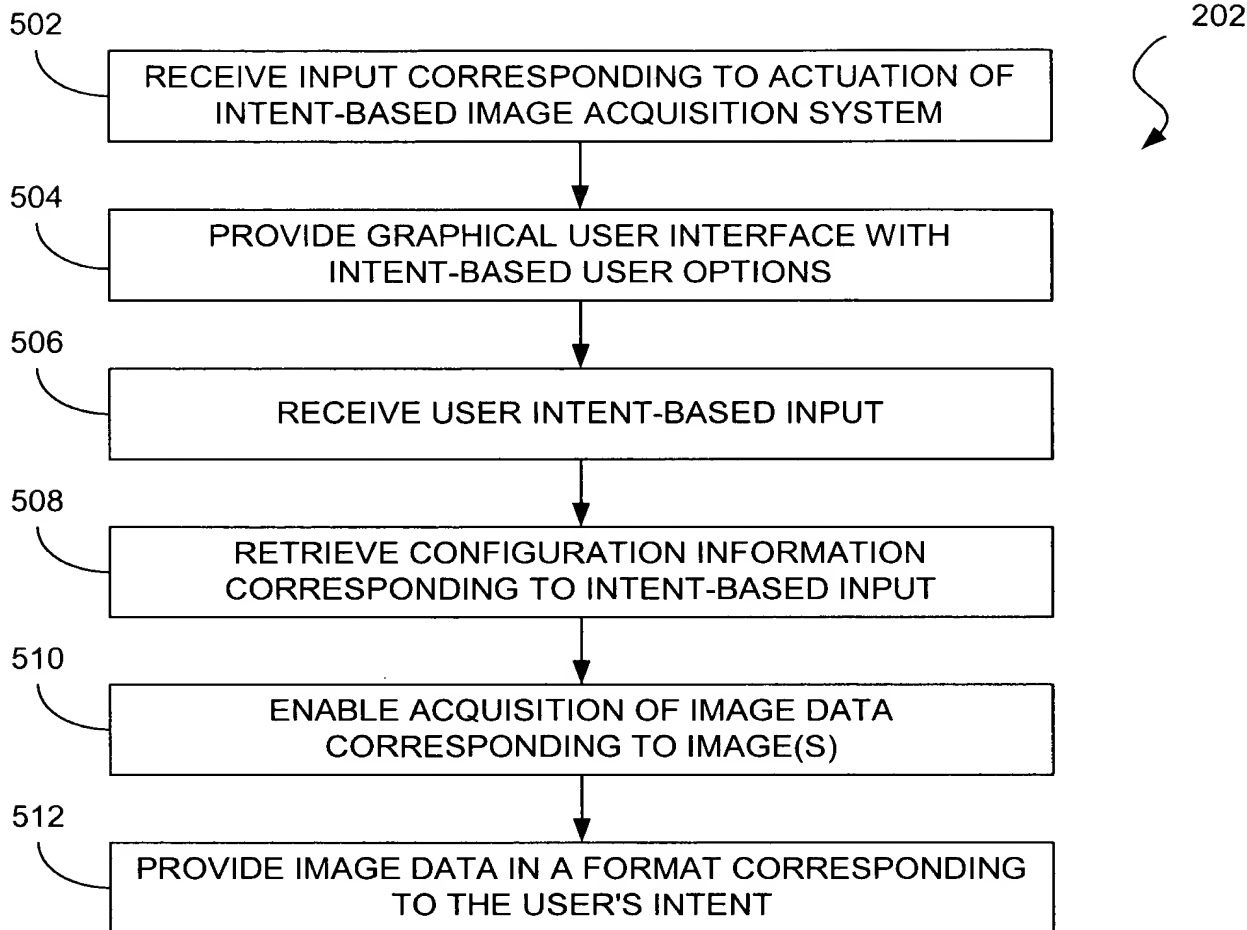 502
202
RECEIVE INPUT CORRESPONDING TO ACTUATION OF
INTENT-BASED IMAGE ACQUISITION SYSTEM
504
PROVIDE GRAPHICAL USER INTERFACE WITH
INTENT-BASED USER OPTIONS
506
RECEIVE USER INTENT-BASED INPUT
508
RETRIEVE CONFIGURATION INFORMATION
CORRESPONDING TO INTENT-BASED INPUT
510
ENABLE ACQUISITION OF IMAGE DATA
CORRESPONDING TO IMAGE(S)
512
PROVIDE IMAGE DATA IN A FORMAT CORRESPONDING
TO THE USER'S INTENT